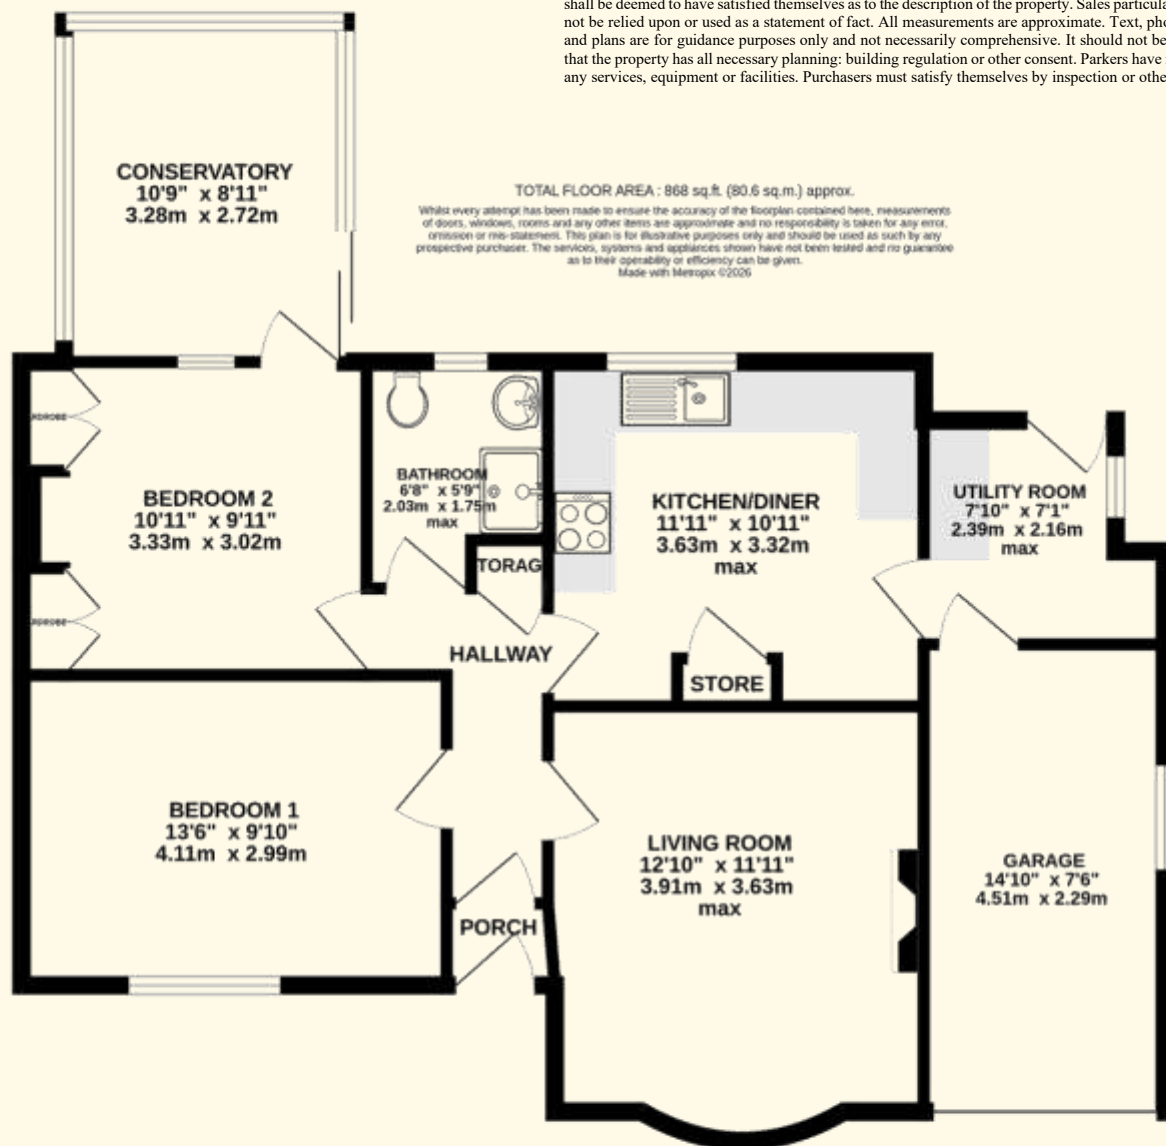 shall be deemed to have satisfied themselves as to the description of the property. Sales particula
not be relied upon or used as a statement of fact. All measurements are approximate. Text, pho
and plans are for guidance purposes only and not necessarily comprehensive. It should not be
that the property has all necessary planning: building regulation or other consent. Parkers have
any services, equipment or facilities. Purchasers must satisfy themselves by inspection or othe
CONSERVATORY
10'9" x 8'11"
3.28m x 2.72m
TOTAL FLOOR AREA : 868 sq.ft. (80.6 sq.m.) approx.
Whilst every attempt has been made to ensure the accuracy of the floorplan contained here, measurements
of doors, windows, rooms and any other items are approximate and no responsibility is taken for any error,
omission or mis-statement. This plan is for illustrative purposes only and should be used as such by any
prospective purchaser. The services, systems and appliances shown have not been tested and no guarantee
as to their operability or efficiency can be given.
Made with Metropix ©2026
BEDROOM 2
10'11" x 9'11"
3.33m x 3.02m
BATHROOM
6'8" x 5'9"
2.03m x 1.75m
max
TORAG
KITCHEN/DINER
11'11" x 10'11"
3.63m x 3.32m
max
UTILITY ROOM
7'10" x 7'1"
2.39m x 2.16m
max
HALLWAY
STORE
BEDROOM 1
13'6" x 9'10"
4.11m x 2.99m
LIVING ROOM
12'10" x 11'11"
3.91m x 3.63m
max
GARAGE
14'10" x 7'6"
4.51m x 2.29m
PORCH